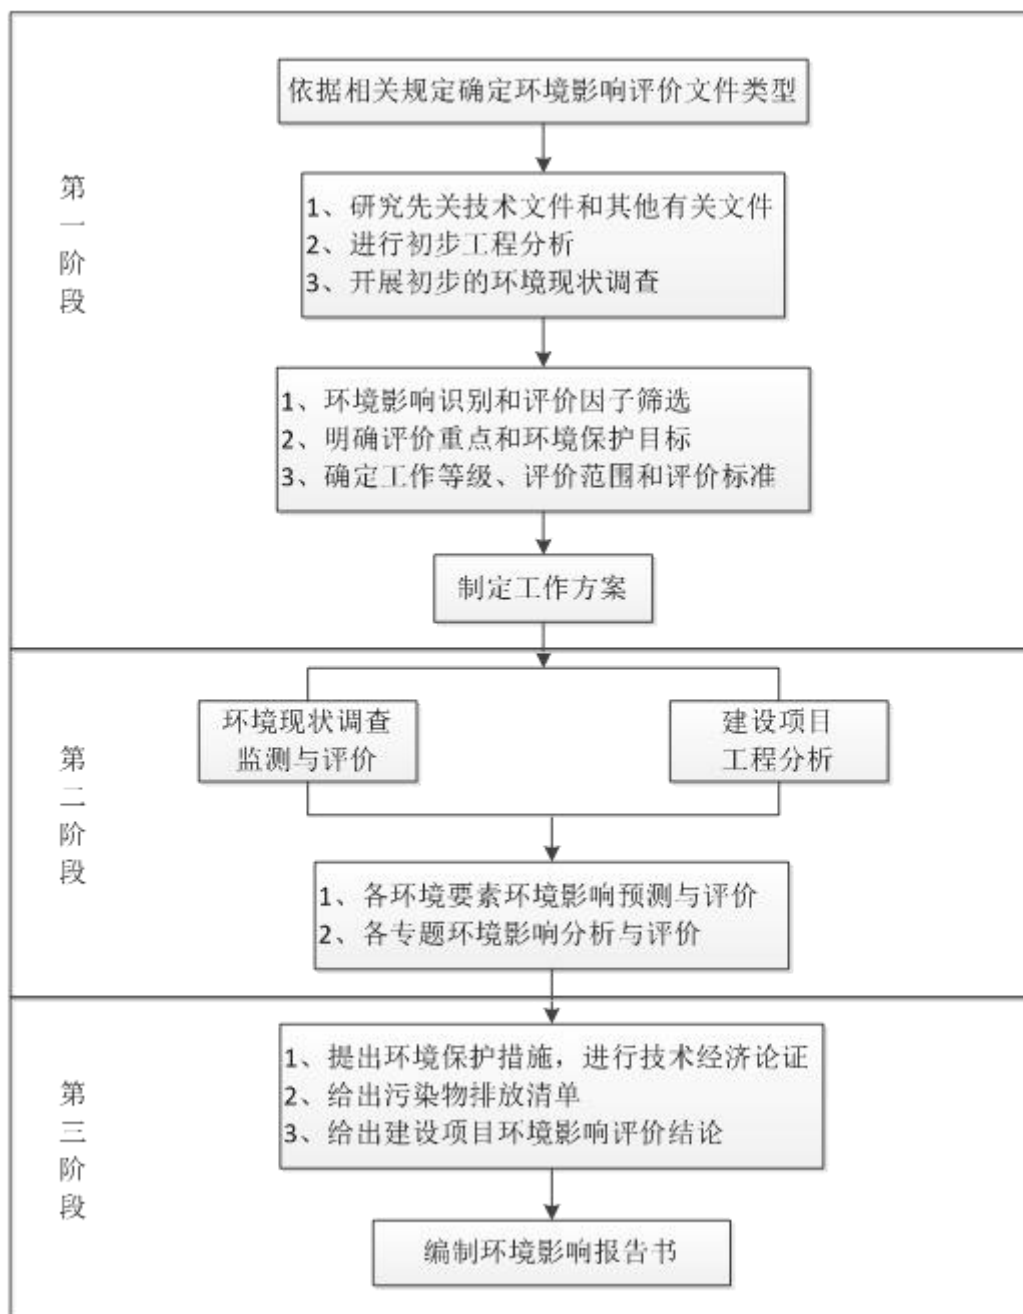 依据相关规定确定环境影响评价文件类型
第一阶段
1、研究先关技术文件和其他有关文件
2、进行初步工程分析
3、开展初步的环境现状调查
1、环境影响识别和评价因子筛选
2、明确评价重点和环境保护目标
3、确定工作等级、评价范围和评价标准
制定工作方案
第二阶段
环境现状调查
监测与评价
建设项目
工程分析
1、各环境要素环境影响预测与评价
2、各专题环境影响分析与评价
第三阶段
1、提出环境保护措施，进行技术经济论证
2、给出污染物排放清单
3、给出建设项目环境影响评价结论
编制环境影响报告书